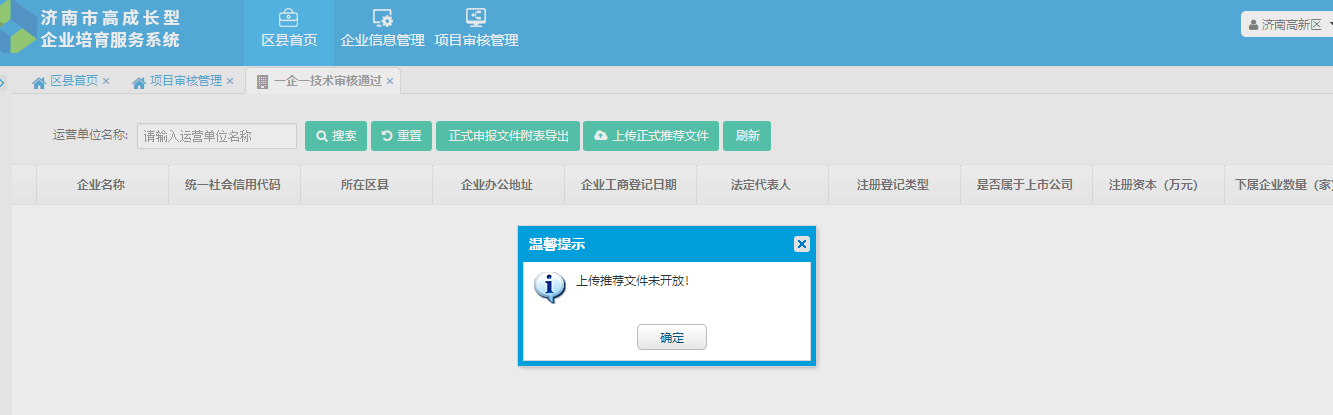 济南市高成长型
企业培育服务系统
区县首页
企业信息管理
项目审核管理
济南高新区
区县首页 ×
项目审核管理 ×
一企一技术审核通过 ×
运营单位名称:
请输入运营单位名称
搜索
重置
正式申报文件附表导出
上传正式推荐文件
刷新
企业名称
统一社会信用代码
所在区县
企业办公地址
企业工商登记日期
法定代表人
注册登记类型
是否属于上市公司
注册资本（万元）
下属企业数量（家）
温馨提示
上传推荐文件未开放!
确定